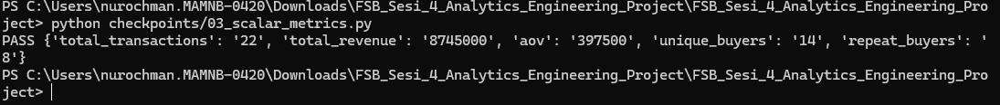 PS C:\Users\nurochman.MAMNB-0420\Downloads\FSB_Sesi_4_Analytics_Engineering_Project\FSB_Sesi_4_Analytics_Engineering_Pro
ject> python checkpoints/03_scalar_metrics.py
PASS {'total_transactions': '22', 'total_revenue': '8745000', 'aov': '397500', 'unique_buyers': '14', 'repeat_buyers': '
8'}
PS C:\Users\nurochman.MAMNB-0420\Downloads\FSB_Sesi_4_Analytics_Engineering_Project\FSB_Sesi_4_Analytics_Engineering_Pro
ject>